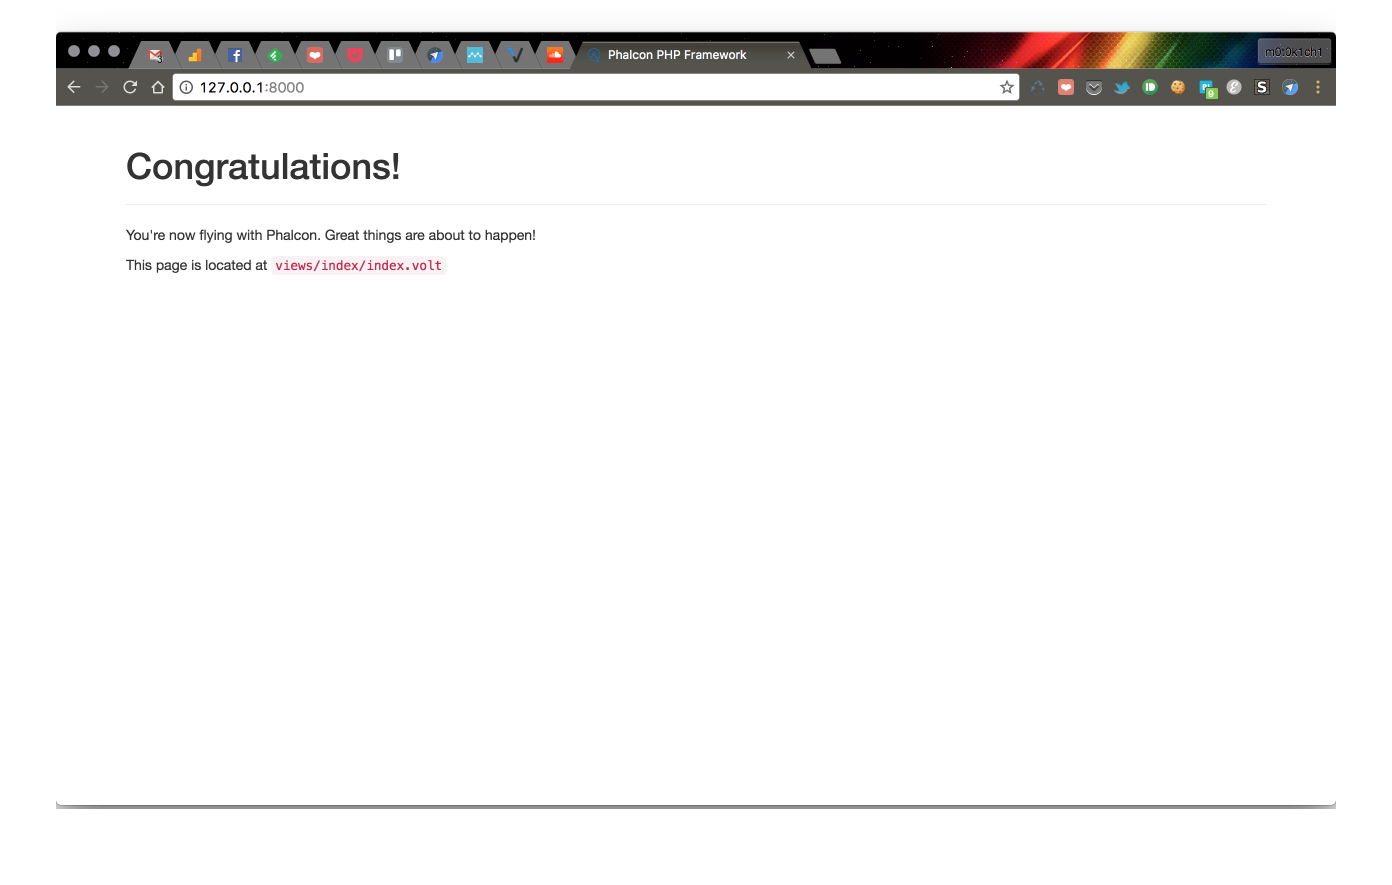 Phalcon PHP Framework
m0t0k1ch1
127.0.0.1:8000
9
S
Congratulations!
You're now flying with Phalcon. Great things are about to happen!
This page is located at views/index/index.volt